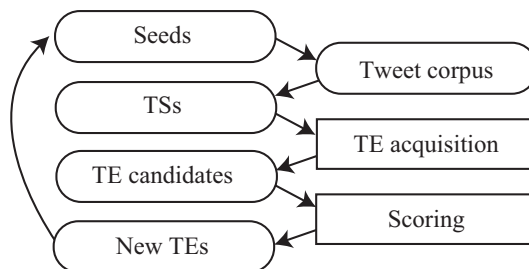 Seeds
Tweet corpus
TSs
TE acquisition
TE candidates
Scoring
New TEs